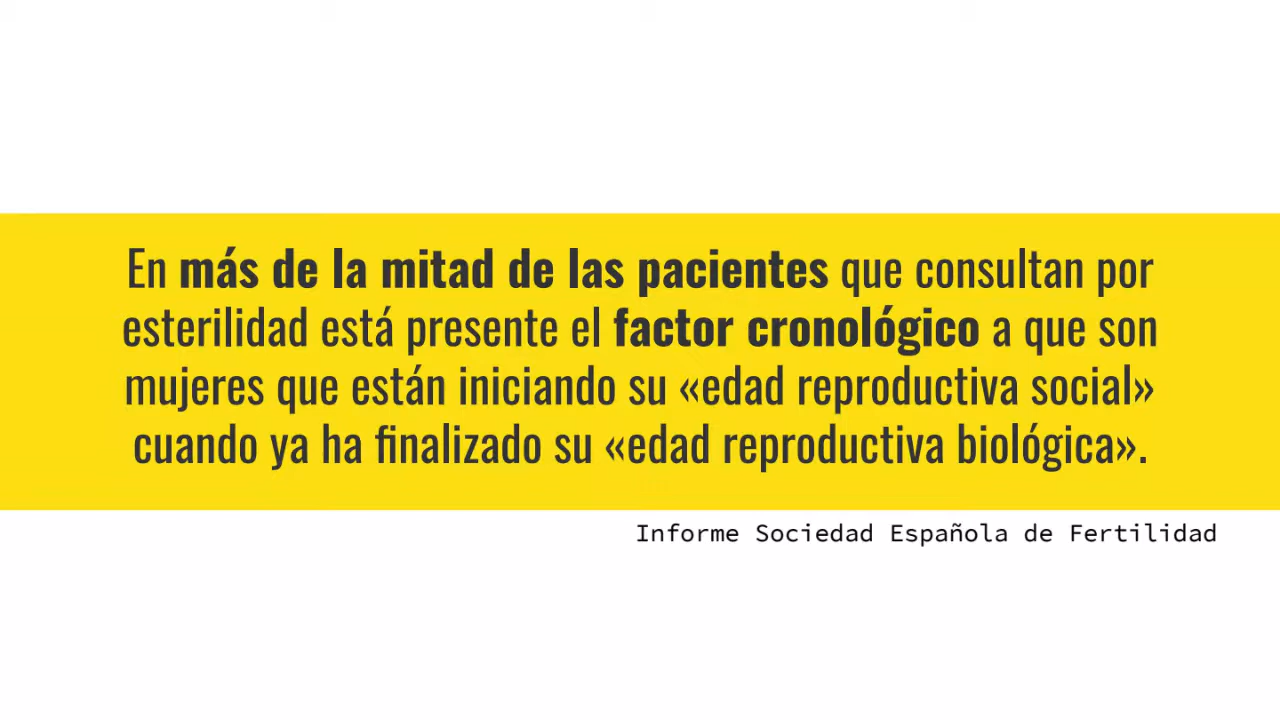 En más de la mitad de las pacientes que consultan por
esterilidad está presente el factor cronológico a que son
mujeres que están iniciando su «edad reproductiva social»
cuando ya ha finalizado su «edad reproductiva biológica».
Informe Sociedad Española de Fertilidad